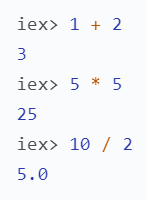 iex> 1 + 2
3
iex> 5 * 5
25
iex> 10 / 2
5.0